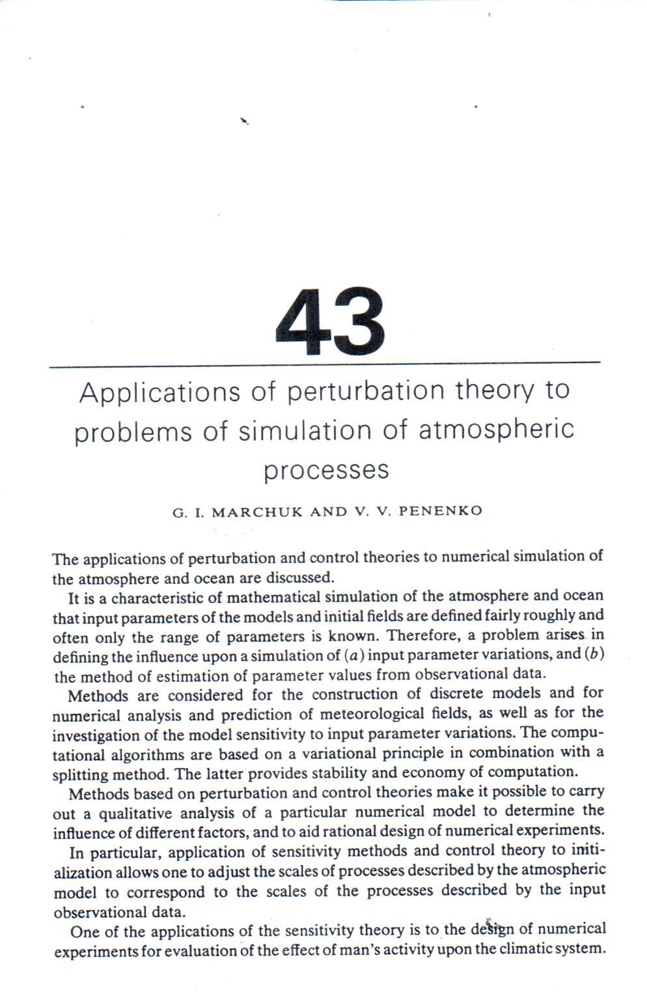 43
Applications of perturbation theory to
problems of simulation of atmospheric
processes
G. I. MARCHUK AND V. V. PENENKO
The applications of perturbation and control theories to numerical simulation of
the atmosphere and ocean are discussed.
It is a characteristic of mathematical simulation of the atmosphere and ocean
that input parameters of the models and initial fields are defined fairly roughly and
often only the range of parameters is known. Therefore, a problem arises in
defining the influence upon a simulation of (a) input parameter variations, and (b)
the method of estimation of parameter values from observational data.
Methods are considered for the construction of discrete models and for
numerical analysis and prediction of meteorological fields, as well as for the
investigation of the model sensitivity to input parameter variations. The compu-
tational algorithms are based on a variational principle in combination with a
splitting method. The latter provides stability and economy of computation.
Methods based on perturbation and control theories make it possible to carry
out a qualitative analysis of a particular numerical model to determine the
influence of different factors, and to aid rational design of numerical experiments.
In particular, application of sensitivity methods and control theory to initi-
alization allows one to adjust the scales of processes described by the atmospheric
model to correspond to the scales of the processes described by the input
observational data.
One of the applications of the sensitivity theory is to the design of numerical
experiments for evaluation of the effect of man's activity upon the climatic system.